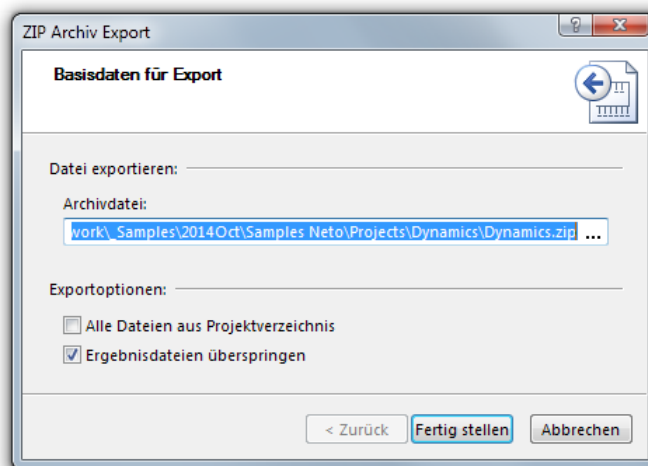 ZIP Archiv Export
Basisdaten für Export
Datei exportieren:
Archivdatei:
work\_Samples\2014Oct\Samples Neto\Projects\Dynamics\Dynamics.zip ...
Exportoptionen:
Alle Dateien aus Projektverzeichnis
Ergebnisdateien überspringen
< Zurück Fertig stellen Abbrechen